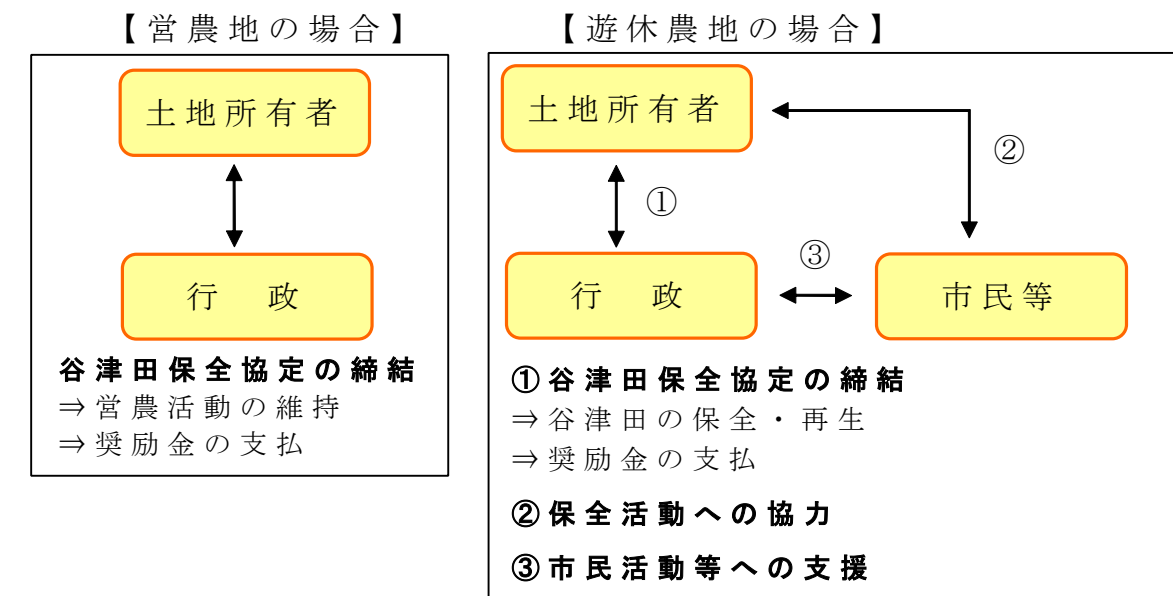 【営農地の場合】
土地所有者
行　政
谷津田保全協定の締結
⇒営農活動の維持
⇒奨励金の支払
【遊休農地の場合】
土地所有者
②
①
③
行　政
市民等
①谷津田保全協定の締結
⇒谷津田の保全・再生
⇒奨励金の支払
②保全活動への協力
③市民活動等への支援